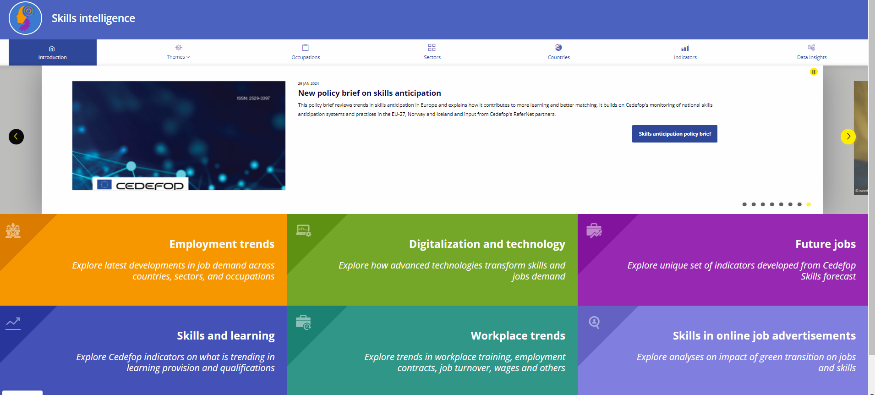 Skills intelligence
Introduction
Themes
Occupations
Sectors
Countries
Indicators
Data Insights
ISSN: 2529-3397
CEDEFOP
29 JAN 2024
New policy brief on skills anticipation
This policy brief reviews trends in skills anticipation in Europe and explains how it contributes to more learning and better matching. It builds on Cedefop's monitoring of national skills
anticipation systems and practices in the EU-27, Norway and Iceland and input from Cedefop's ReferNet partners.
Skills anticipation policy brief
Employment trends
Explore latest developments in job demand across
countries, sectors, and occupations
Digitalization and technology
Explore how advanced technologies transform skills and
jobs demand
Future jobs
Explore unique set of indicators developed from Cedefop
Skills forecast
Skills and learning
Explore Cedefop indicators on what is trending in
learning provision and qualifications
Workplace trends
Explore trends in workplace training, employment
contracts, job turnover, wages and others
Skills in online job advertisements
Explore analyses on impact of green transition on jobs
and skills